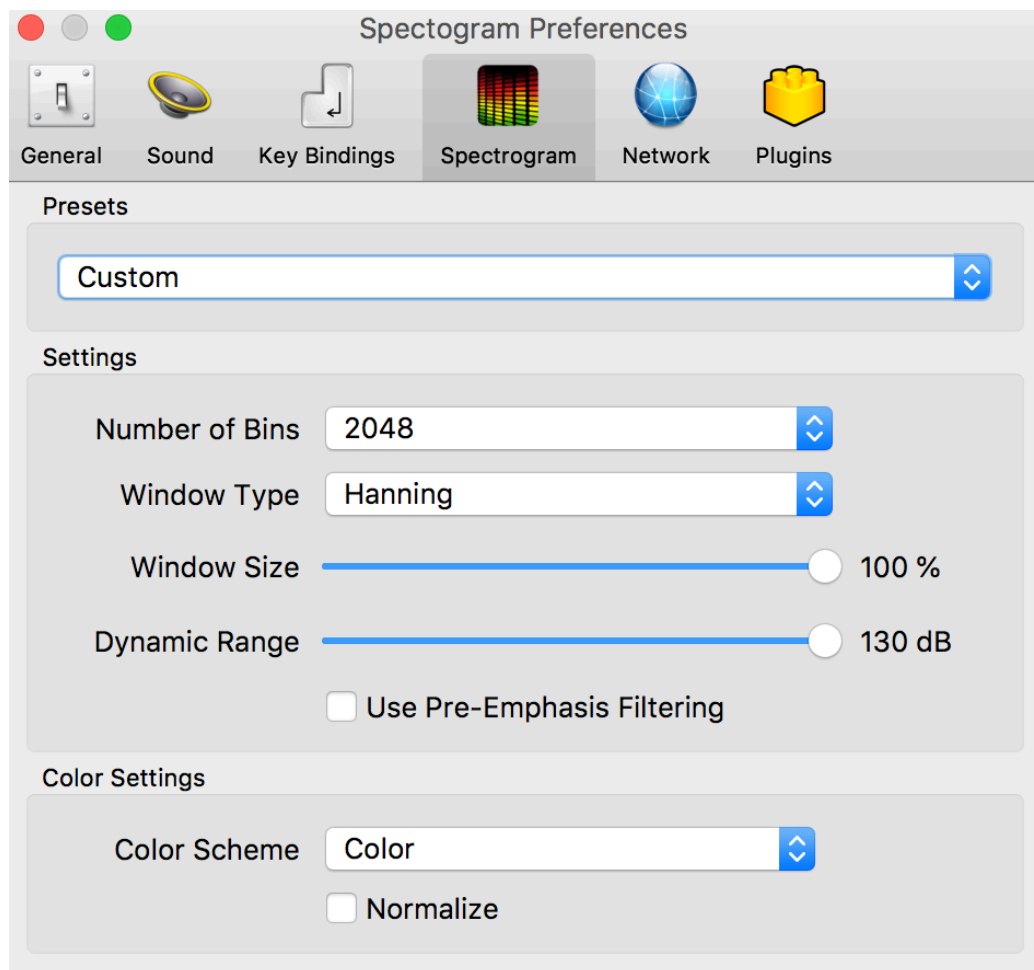 Spectogram Preferences
General Sound Key Bindings Spectrogram Network Plugins
Presets
Custom
Settings
Number of Bins 2048
Window Type Hanning
Window Size 100 %
Dynamic Range 130 dB
Use Pre-Emphasis Filtering
Color Settings
Color Scheme Color
Normalize